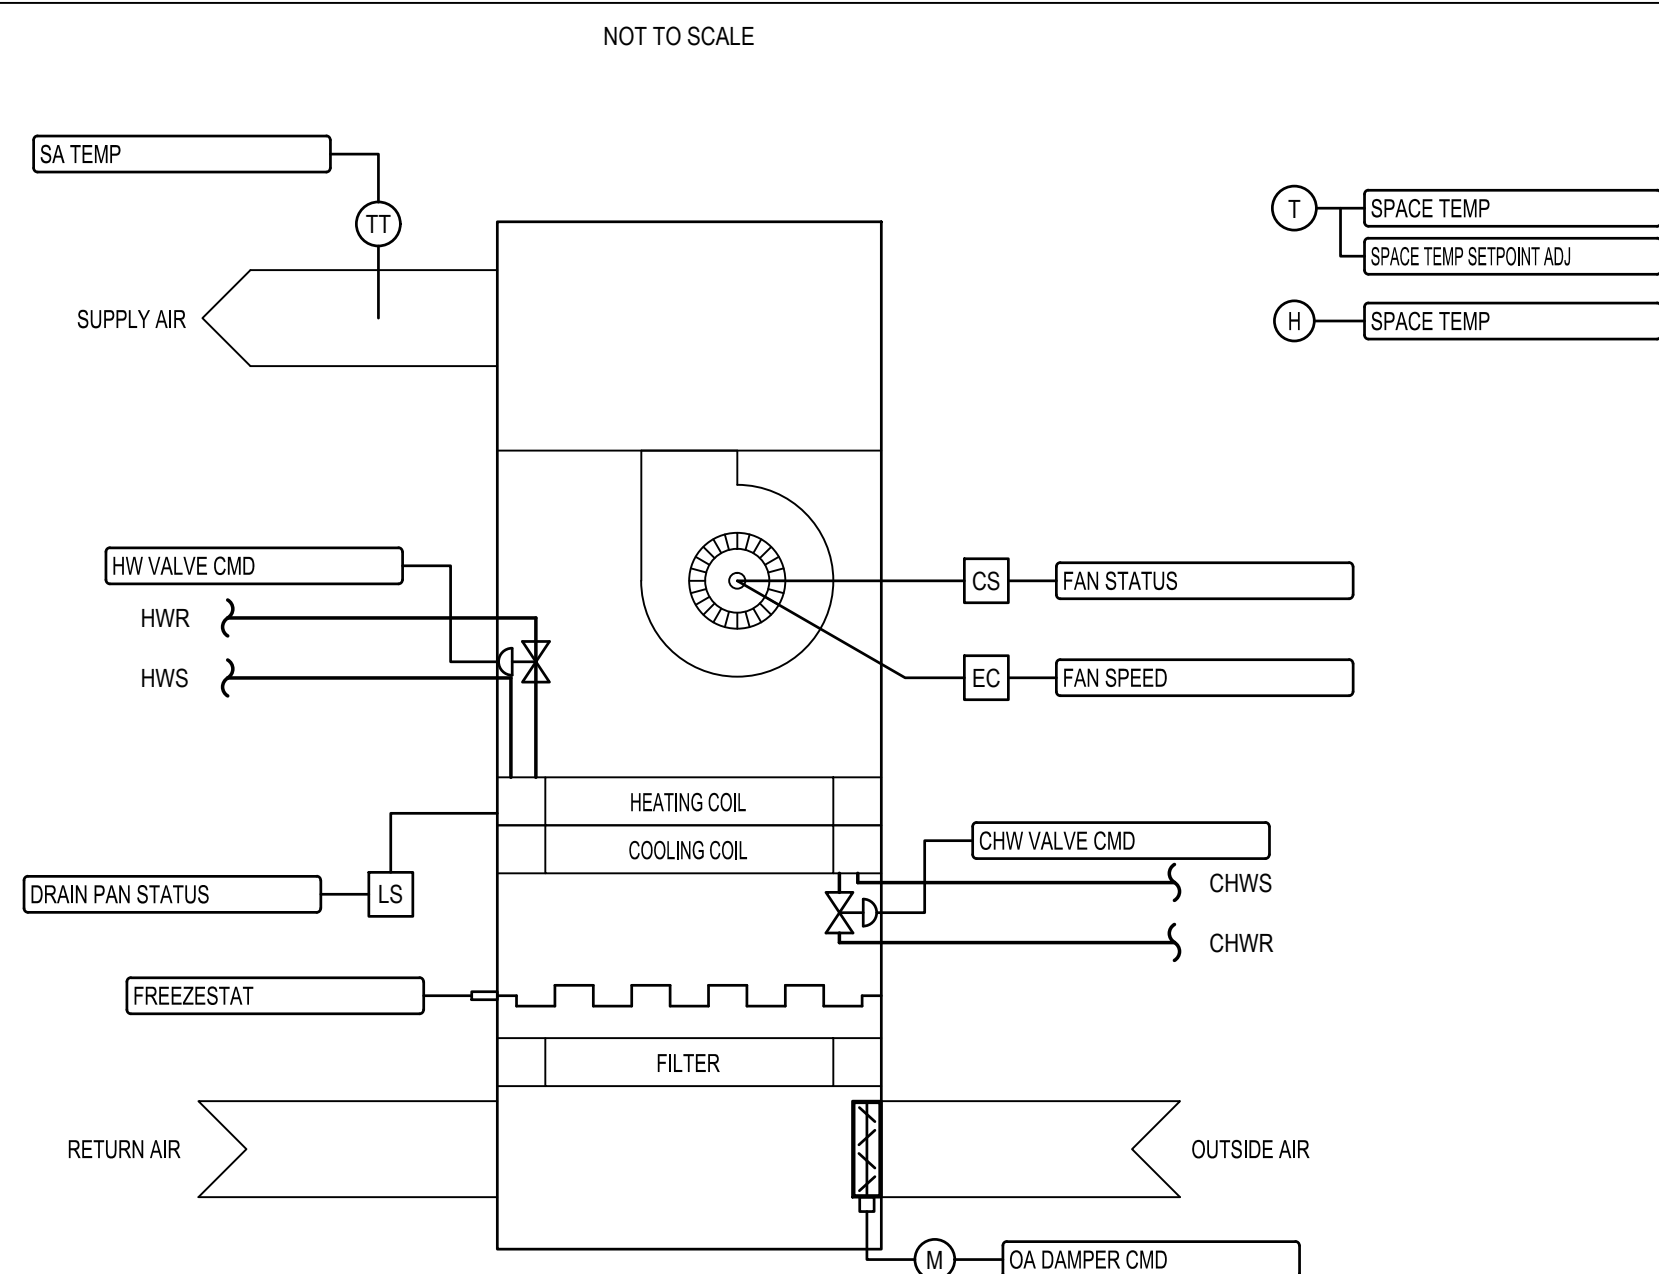 NOT TO SCALE
SA TEMP
TT
T
SPACE TEMP
SPACE TEMP SETPOINT ADJ
SUPPLY AIR
H
SPACE TEMP
HW VALVE CMD
CS
FAN STATUS
HWR
HWS
EC
FAN SPEED
HEATING COIL
COOLING COIL
CHW VALVE CMD
CHWS
DRAIN PAN STATUS
LS
CHWR
FREEZESTAT
FILTER
RETURN AIR
OUTSIDE AIR
M
OA DAMPER CMD